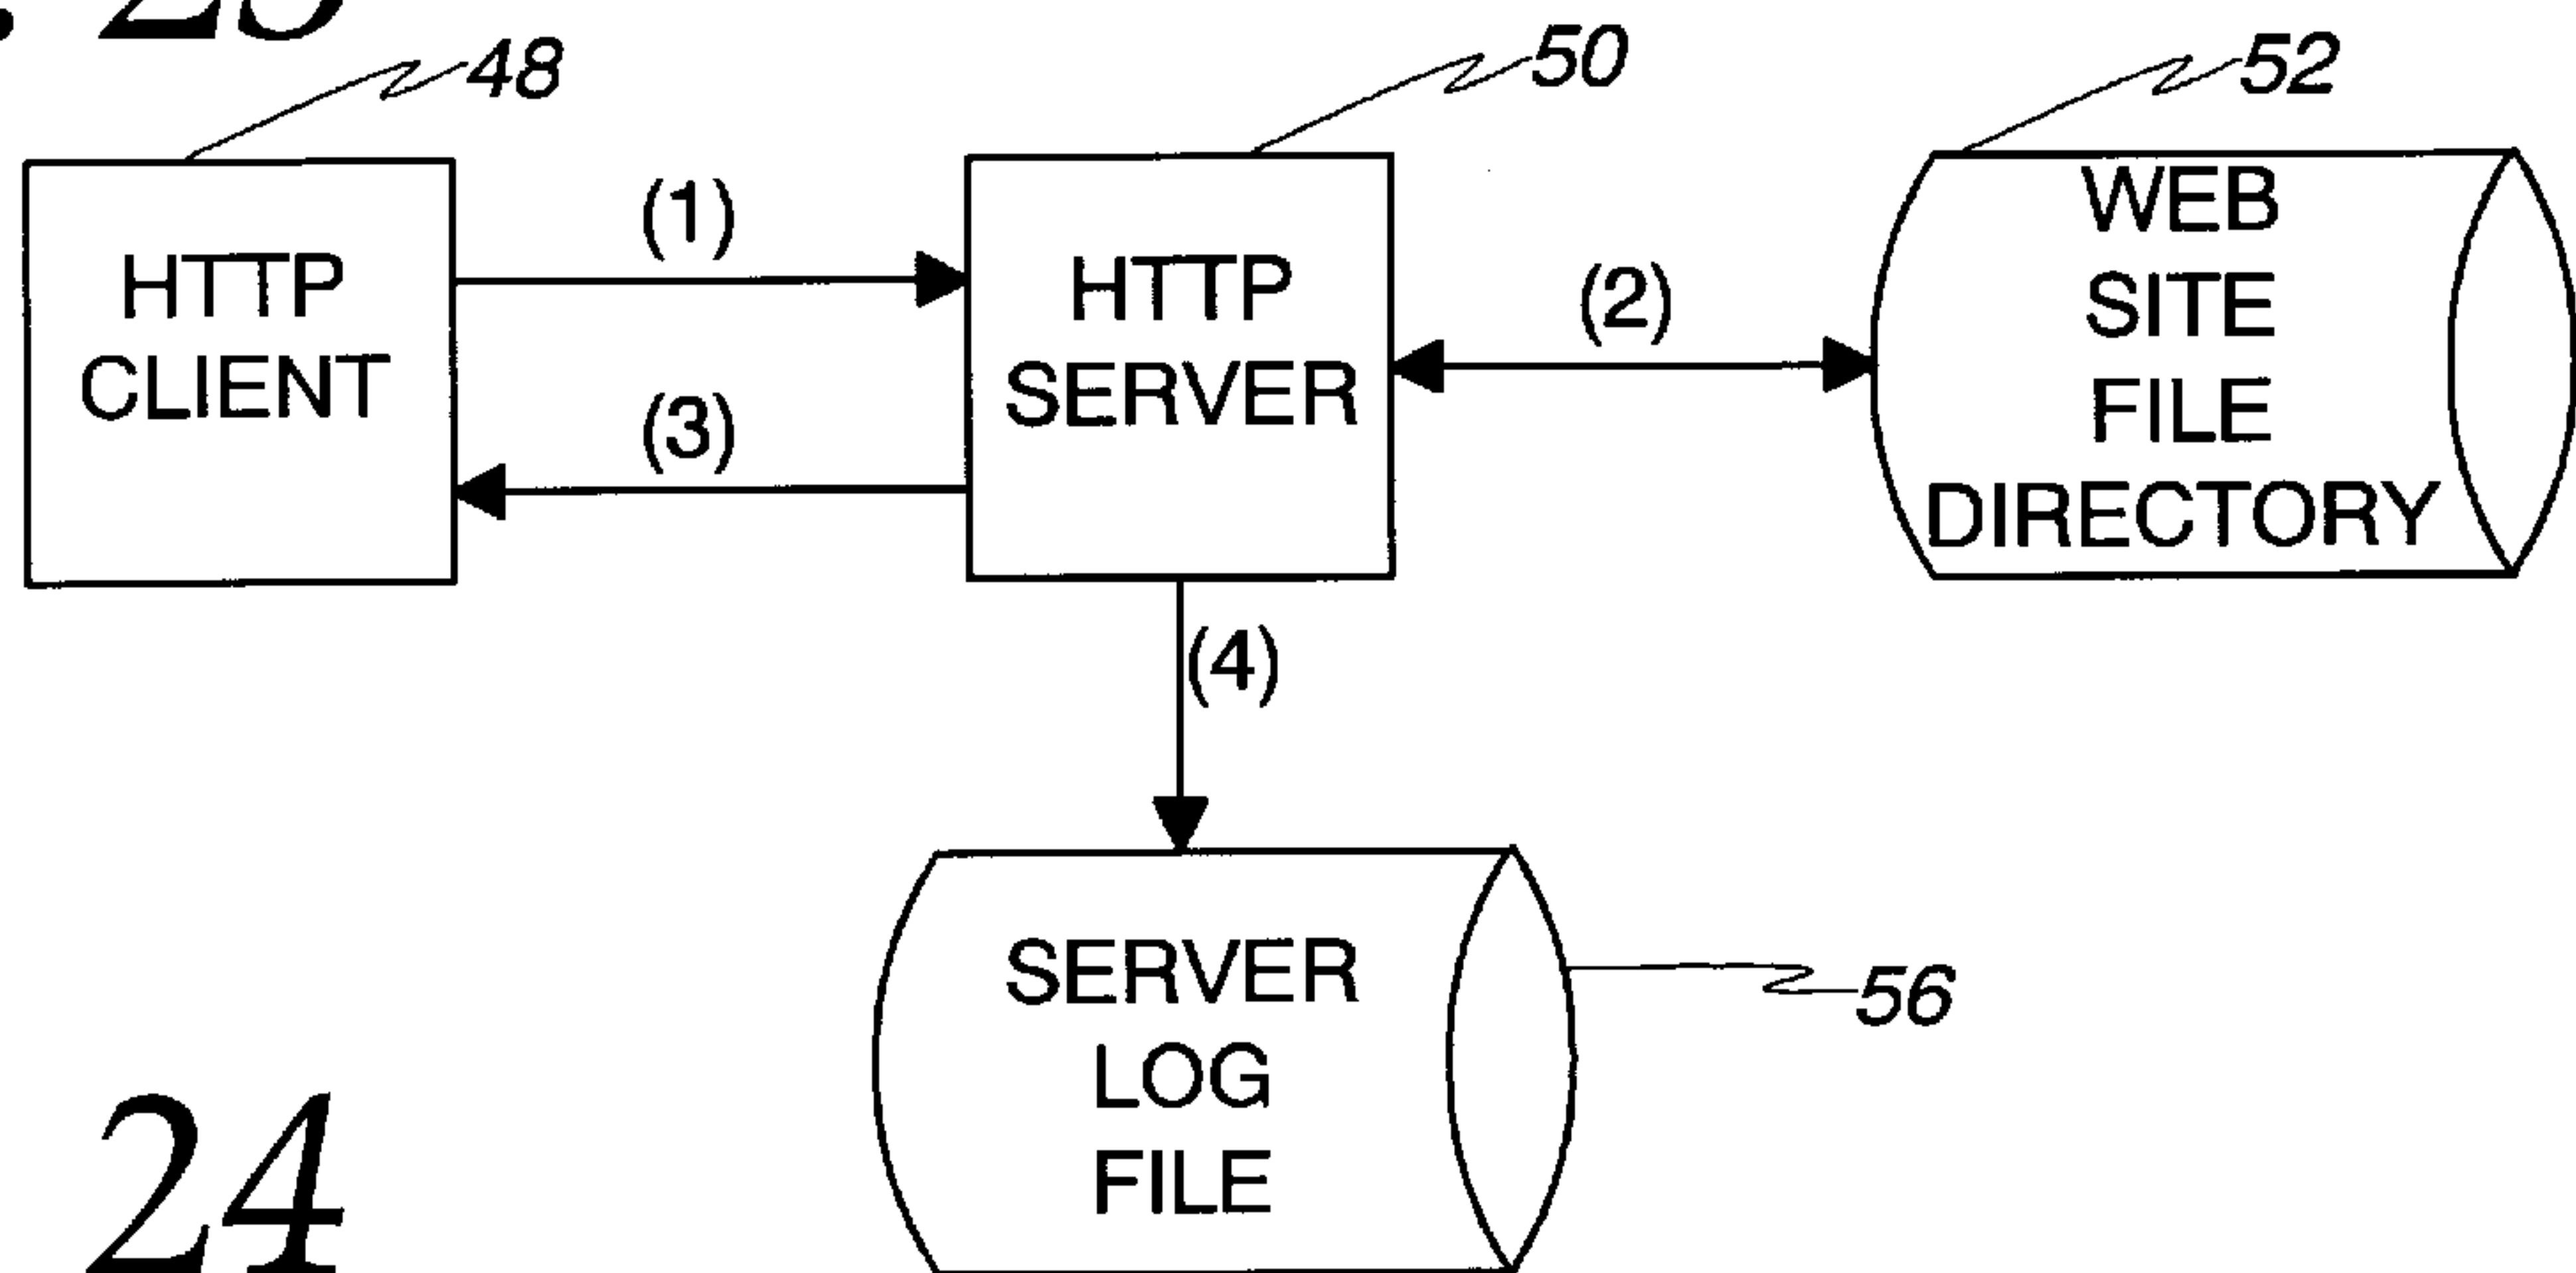 48
50
52
HTTP
CLIENT
(1)
(3)
HTTP
SERVER
(2)
WEB
SITE
FILE
DIRECTORY
(4)
SERVER
LOG
FILE
56
24